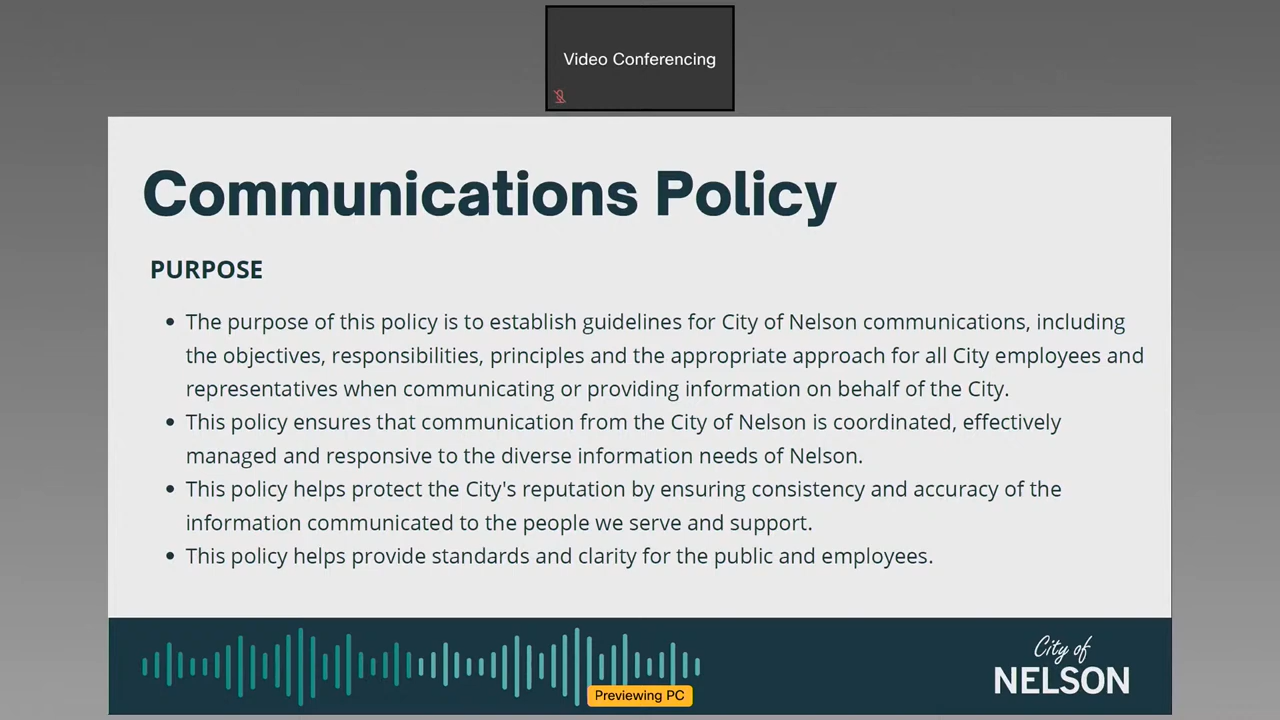 Video Conferencing
Communications Policy
PURPOSE
• The purpose of this policy is to establish guidelines for City of Nelson communications, including
the objectives, responsibilities, principles and the appropriate approach for all City employees and
representatives when communicating or providing information on behalf of the City.
• This policy ensures that communication from the City of Nelson is coordinated, effectively
managed and responsive to the diverse information needs of Nelson.
• This policy helps protect the City's reputation by ensuring consistency and accuracy of the
information communicated to the people we serve and support.
• This policy helps provide standards and clarity for the public and employees.
City of
NELSON
Previewing PC